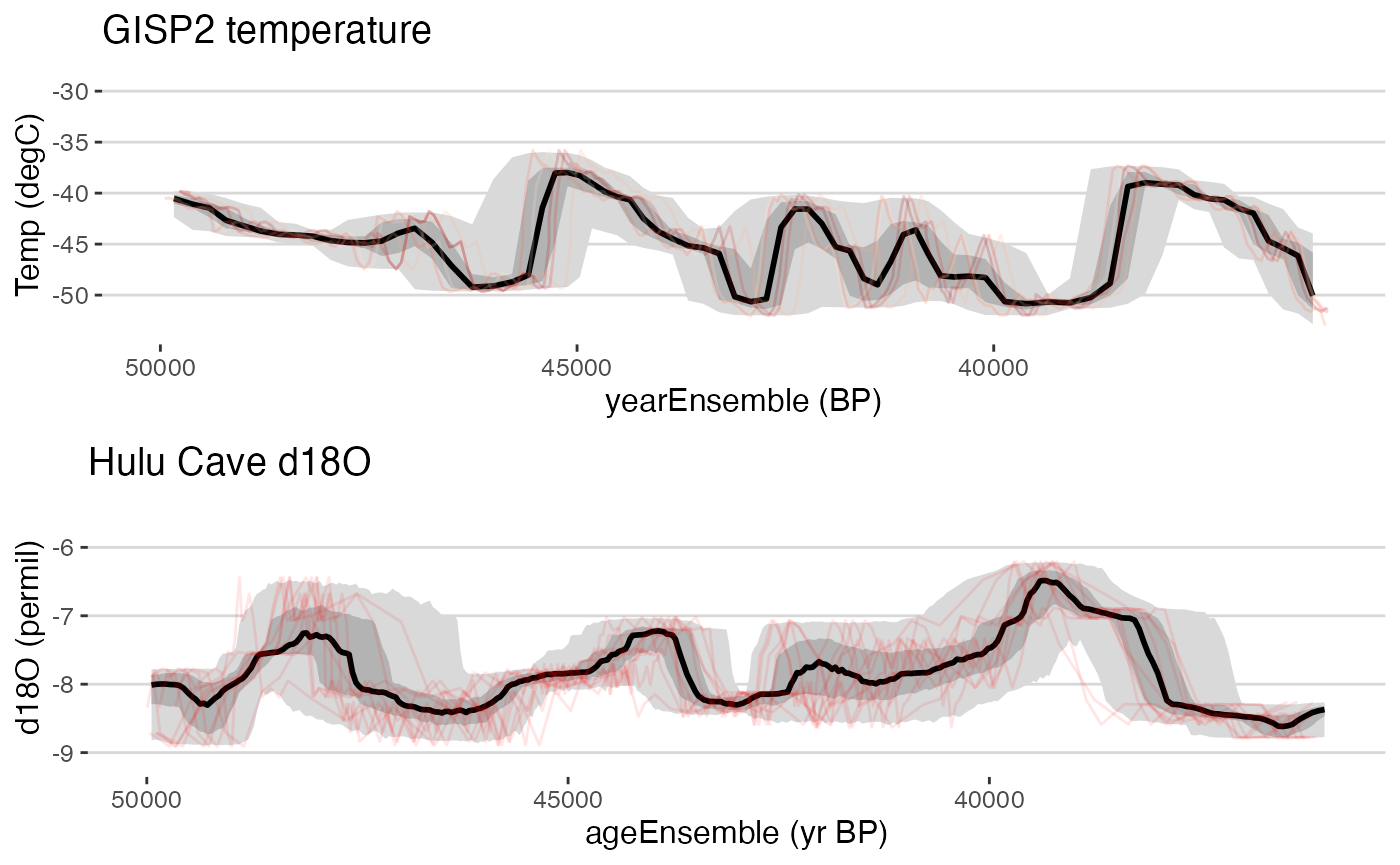 GISP2 temperature
Temp (degC)
-30
-35
-40
-45
-50
50000 45000 40000
yearEnsemble (BP)
Hulu Cave d18O
d18O (permil)
-6
-7
-8
-9
50000 45000 40000
ageEnsemble (yr BP)